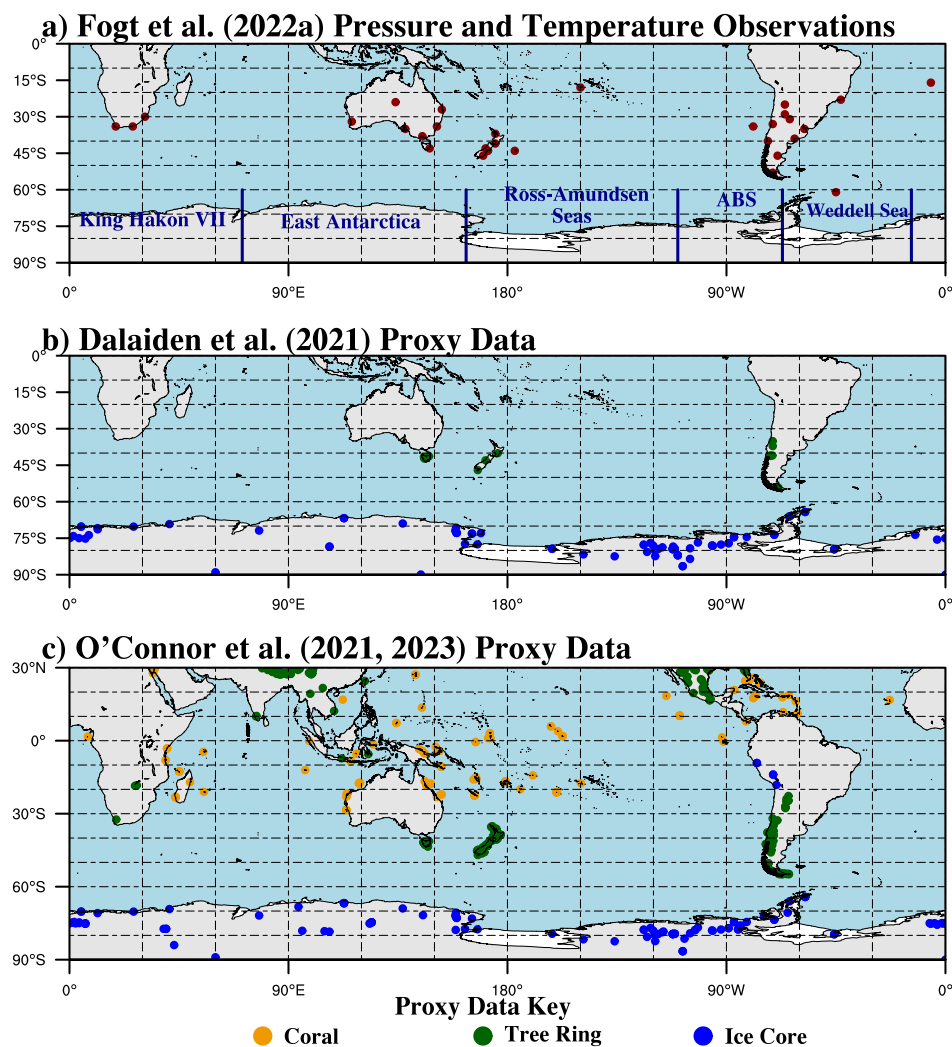 a) Fogt et al. (2022a) Pressure and Temperature Observations
0°
15°S
30°S
45°S
60°S
75°S
90°S
King Hakon VII
East Antarctica
Ross-Amundsen
Seas
ABS
Weddell Sea
0° 90°E 180° 90°W 0°
b) Dalaiden et al. (2021) Proxy Data
0°
15°S
30°S
45°S
60°S
75°S
90°S
0° 90°E 180° 90°W 0°
c) O'Connor et al. (2021, 2023) Proxy Data
30°N
0°
30°S
60°S
90°S
0° 90°E 180° 90°W 0°
Proxy Data Key
Coral Tree Ring Ice Core